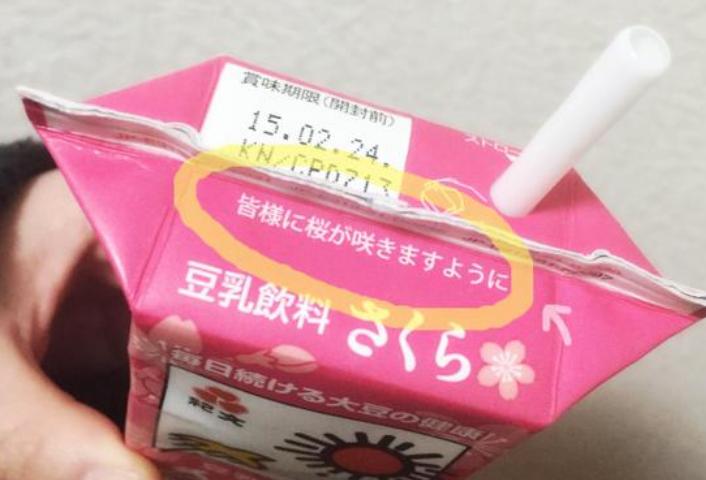 賞味期限(開封前)
15.02.24.
皆様に桜が咲きますように
豆乳飲料 さくら
毎日続ける大豆の健康
紀文